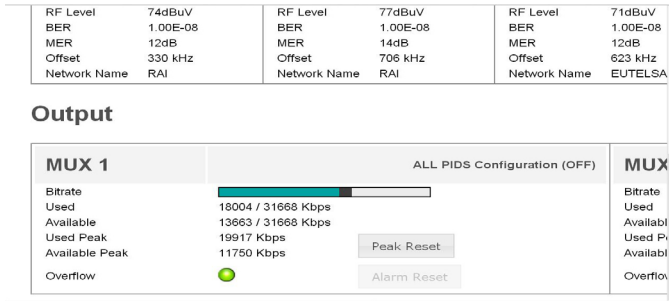 RF Level 74dBuV RF Level 77dBuV RF Level 71dBuV
BER 1.00E-08 BER 1.00E-08 BER 1.00E-08
MER 12dB MER 14dB MER 12dB
Offset 330 kHz Offset 706 kHz Offset 623 kHz
Network Name RAI Network Name RAI Network Name EUTELSA
Output
MUX 1 ALL PIDS Configuration (OFF) MUX
Bitrate Bitrate
Used 18004 / 31668 Kbps Used
Available 13663 / 31668 Kbps Availabl
Used Peak 19917 Kbps Peak Reset Used P
Available Peak 11750 Kbps Availabl
Overflow Alarm Reset Overflo